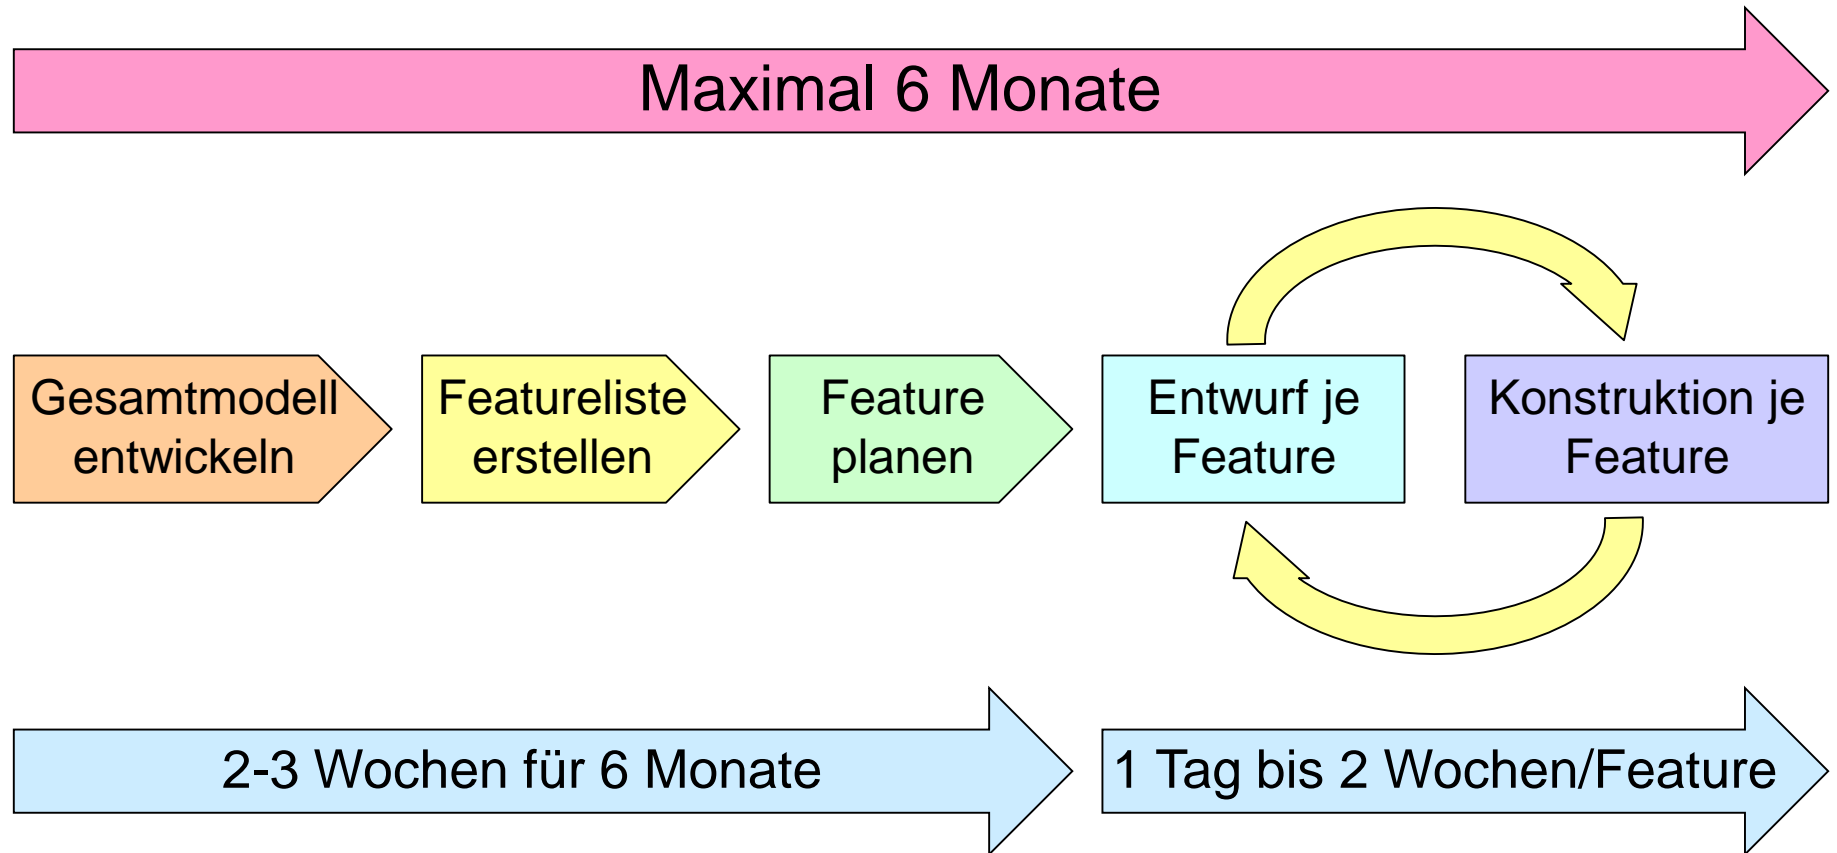 Maximal 6 Monate
Gesamtmodell
entwickeln
Featureliste
erstellen
Feature
planen
Entwurf je
Feature
Konstruktion je
Feature
2-3 Wochen für 6 Monate
1 Tag bis 2 Wochen/Feature